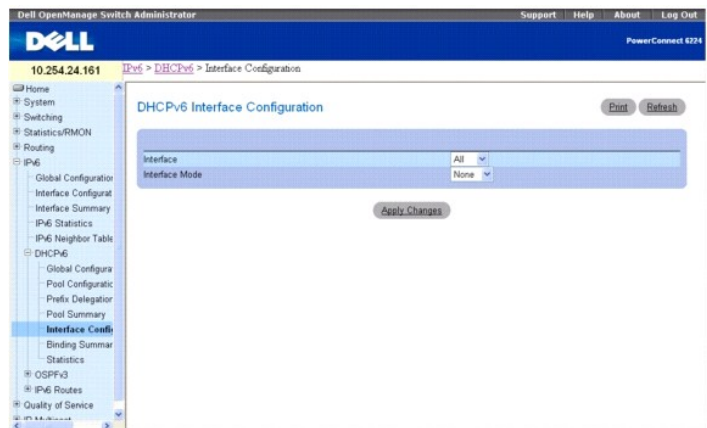 Dell OpenManage Switch Administrator
Support Help About Log Out
DELL
PowerConnect 6224
10.254.24.161
IPv6 > DHCPv6 > Interface Configuration
Home
System
Switching
Statistics/RMON
Routing
IPv6
Global Configuration
Interface Configurat
Interface Summary
IPv6 Statistics
IPv6 Neighbor Table
DHCPv6
Global Configura
Pool Configuratic
Prefix Delegation
Pool Summary
Interface Config
Binding Summar
Statistics
OSPFv3
IPv6 Routes
Quality of Service
IP Multicast
DHCPv6 Interface Configuration
Print Refresh
Interface All
Interface Mode None
Apply Changes